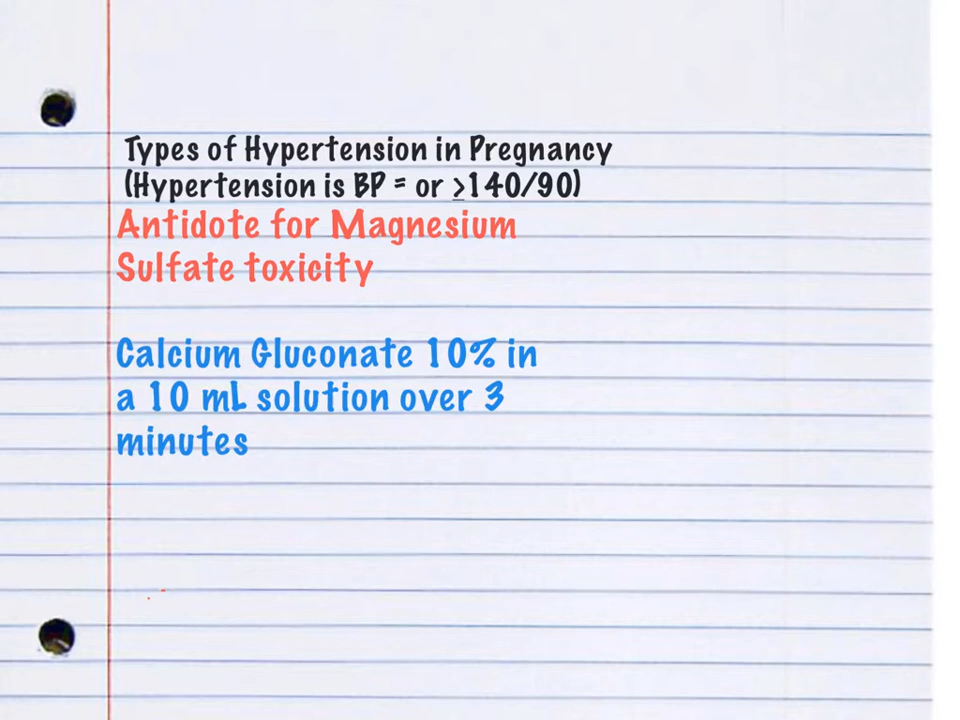 Types of Hypertension in Pregnancy
(Hypertension is BP = or ≥140/90)
Antidote for Magnesium
Sulfate toxicity
Calcium Gluconate 10% in
a 10 mL solution over 3
minutes